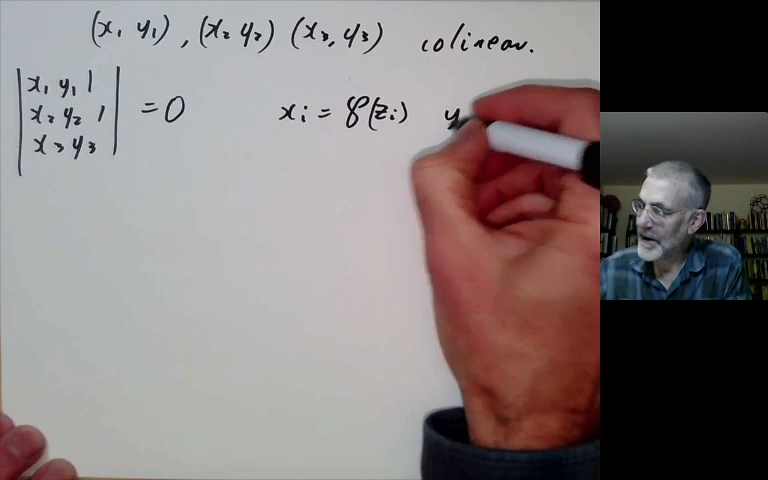 (x₁ y₁), (x₂ y₂) (x₃, y₃) colinear.
x₁ y₁ 1
x₂ y₂ 1 = 0 xᵢ = ℘(zᵢ) y
x₃ y₃